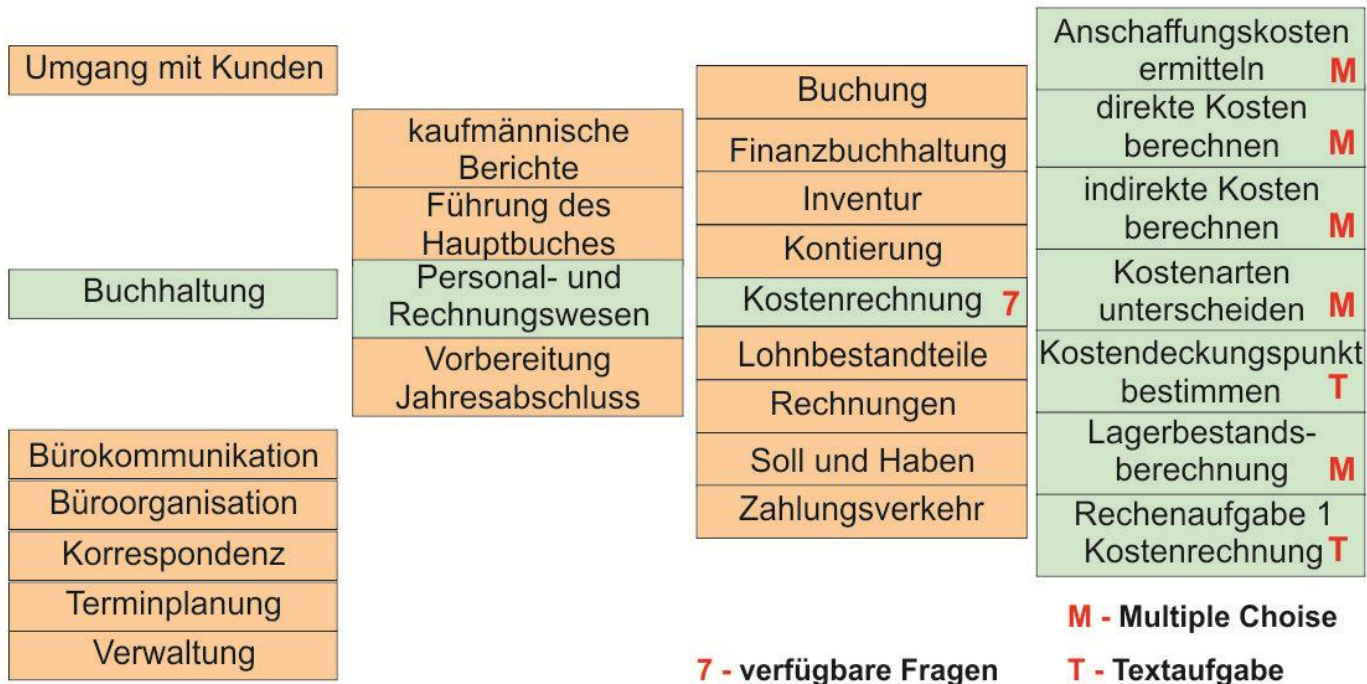 Umgang mit Kunden
Buchhaltung
Bürokommunikation
Büroorganisation
Korrespondenz
Terminplanung
Verwaltung
kaufmännische
Berichte
Führung des
Hauptbuches
Personal- und
Rechnungswesen
Vorbereitung
Jahresabschluss
Buchung
Finanzbuchhaltung
Inventur
Kontierung
Kostenrechnung 7
Lohnbestandteile
Rechnungen
Soll und Haben
Zahlungsverkehr
Anschaffungskosten
ermitteln M
direkte Kosten
berechnen M
indirekte Kosten
berechnen M
Kostenarten
unterscheiden M
Kostendeckungspunkt
bestimmen T
Lagerbestands-
berechnung M
Rechenaufgabe 1
Kostenrechnung T
M - Multiple Choise
7 - verfügbare Fragen
T - Textaufgabe